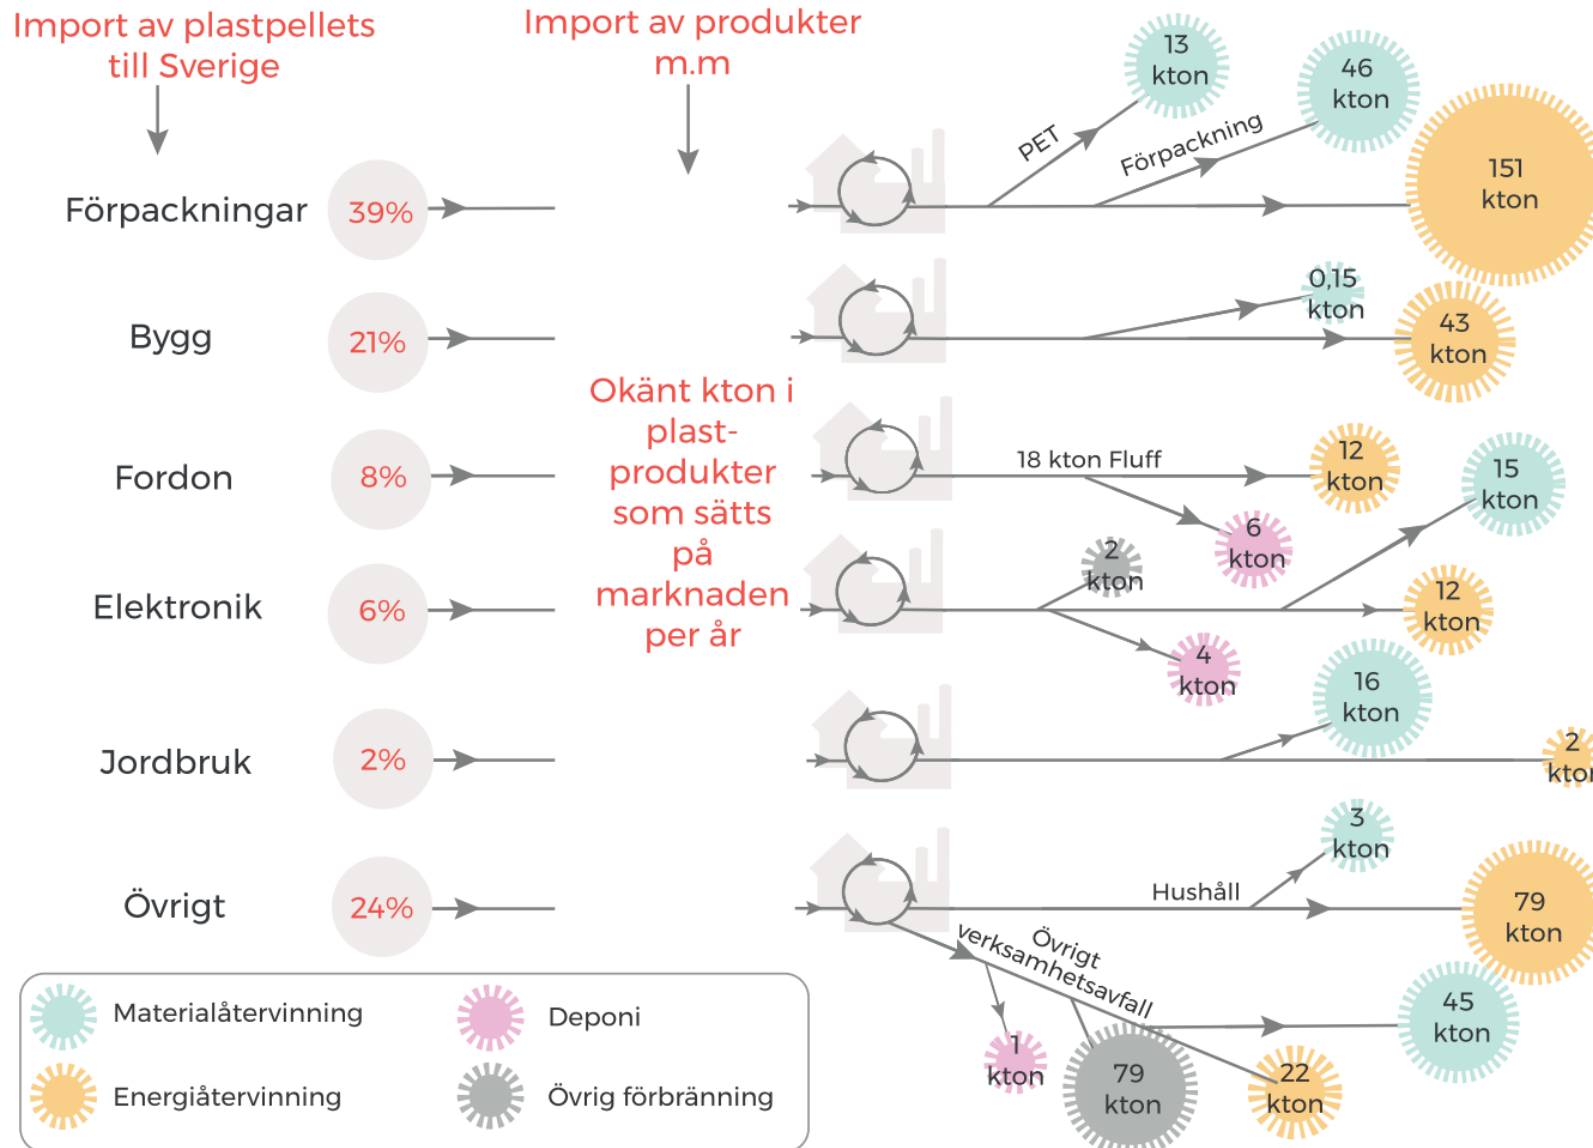 Import av plastpellets
till Sverige
Import av produkter
m.m
Förpackningar
39%
PET
13
kton
Förpackning
46
kton
151
kton
Bygg
21%
0,15
kton
43
kton
Okänt kton i
plast-
produkter
som sätts
på
marknaden
per år
Fordon
8%
18 kton Fluff
12
kton
6
kton
Elektronik
6%
2
kton
15
kton
12
kton
4
kton
Jordbruk
2%
16
kton
2
kton
Övrigt
24%
Hushåll
3
kton
79
kton
Övrigt
verksamhetsavfall
1
kton
79
kton
22
kton
45
kton
Materialåtervinning
Deponi
Energiåtervinning
Övrig förbränning